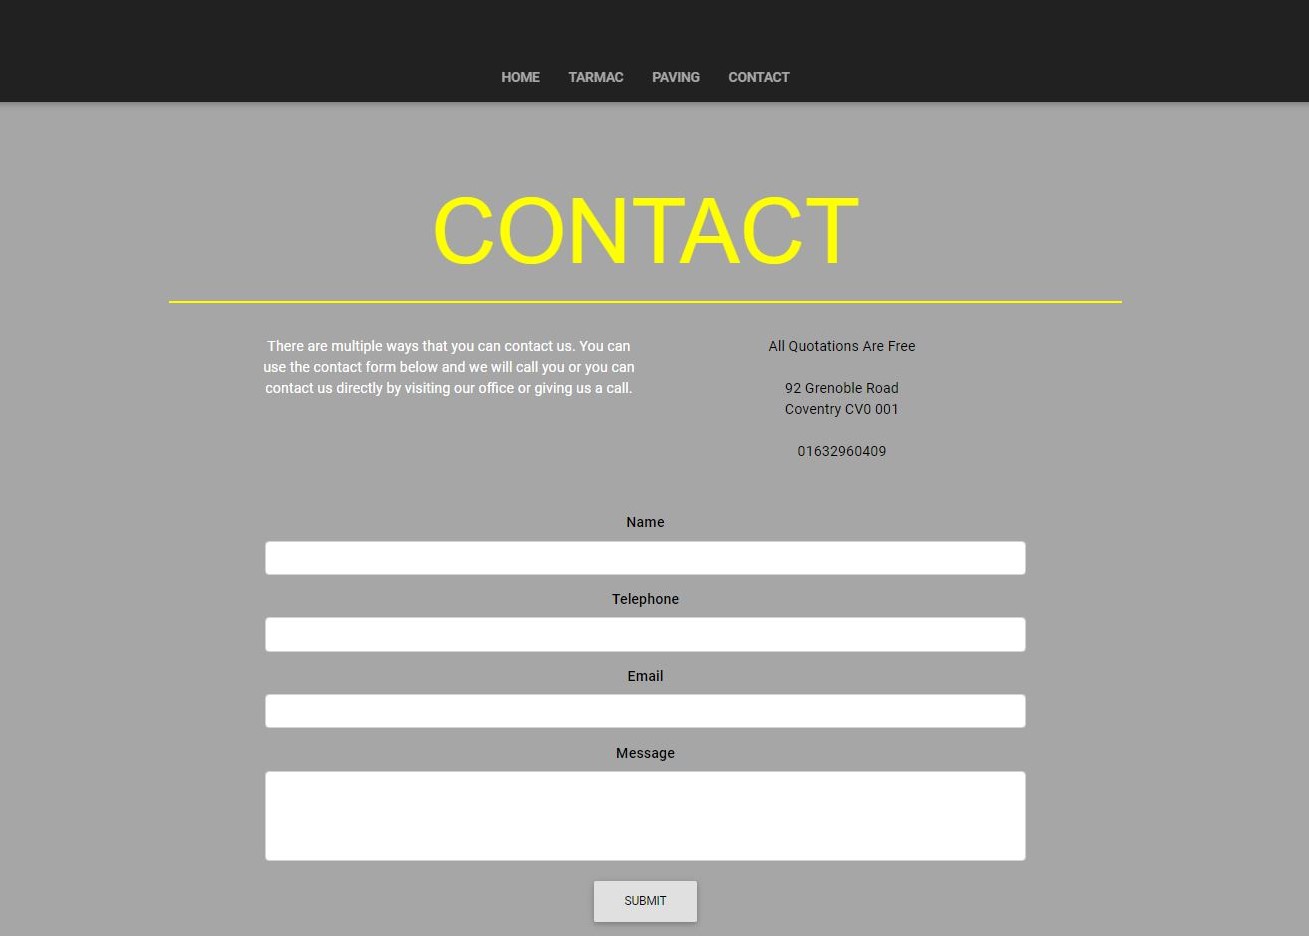 HOME TARMAC PAVING CONTACT
CONTACT
There are multiple ways that you can contact us. You can
use the contact form below and we will call you or you can
contact us directly by visiting our office or giving us a call.
All Quotations Are Free
92 Grenoble Road
Coventry CV0 001
01632960409
Name
Telephone
Email
Message
SUBMIT